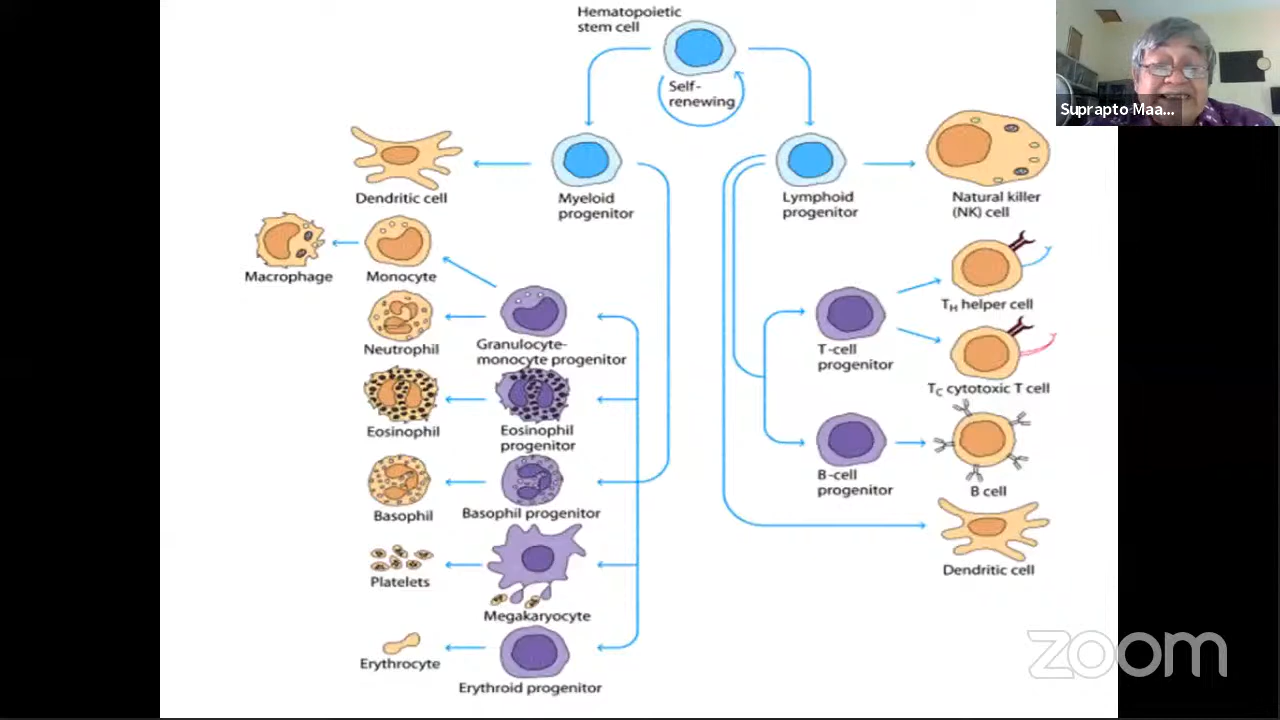 Hematopoietic
stem cell
Self-
renewing
Suprapto Maa...
Dendritic cell
Myeloid
progenitor
Lymphoid
progenitor
Natural killer
(NK) cell
Macrophage
Monocyte
TH helper cell
Neutrophil
Granulocyte-
monocyte progenitor
T-cell
progenitor
TC cytotoxic T cell
Eosinophil
Eosinophil
progenitor
B-cell
progenitor
B cell
Basophil
Basophil progenitor
Platelets
Megakaryocyte
Dendritic cell
Erythrocyte
Erythroid progenitor
zoom